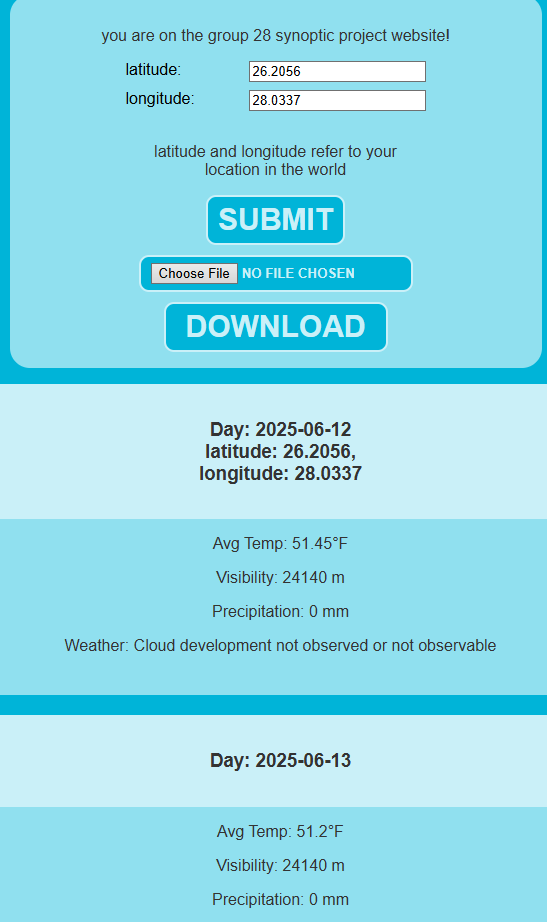 you are on the group 28 synoptic project website!
latitude: 26.2056
longitude: 28.0337
latitude and longitude refer to your
location in the world
SUBMIT
Choose File NO FILE CHOSEN
DOWNLOAD
Day: 2025-06-12
latitude: 26.2056,
longitude: 28.0337
Avg Temp: 51.45°F
Visibility: 24140 m
Precipitation: 0 mm
Weather: Cloud development not observed or not observable
Day: 2025-06-13
Avg Temp: 51.2°F
Visibility: 24140 m
Precipitation: 0 mm